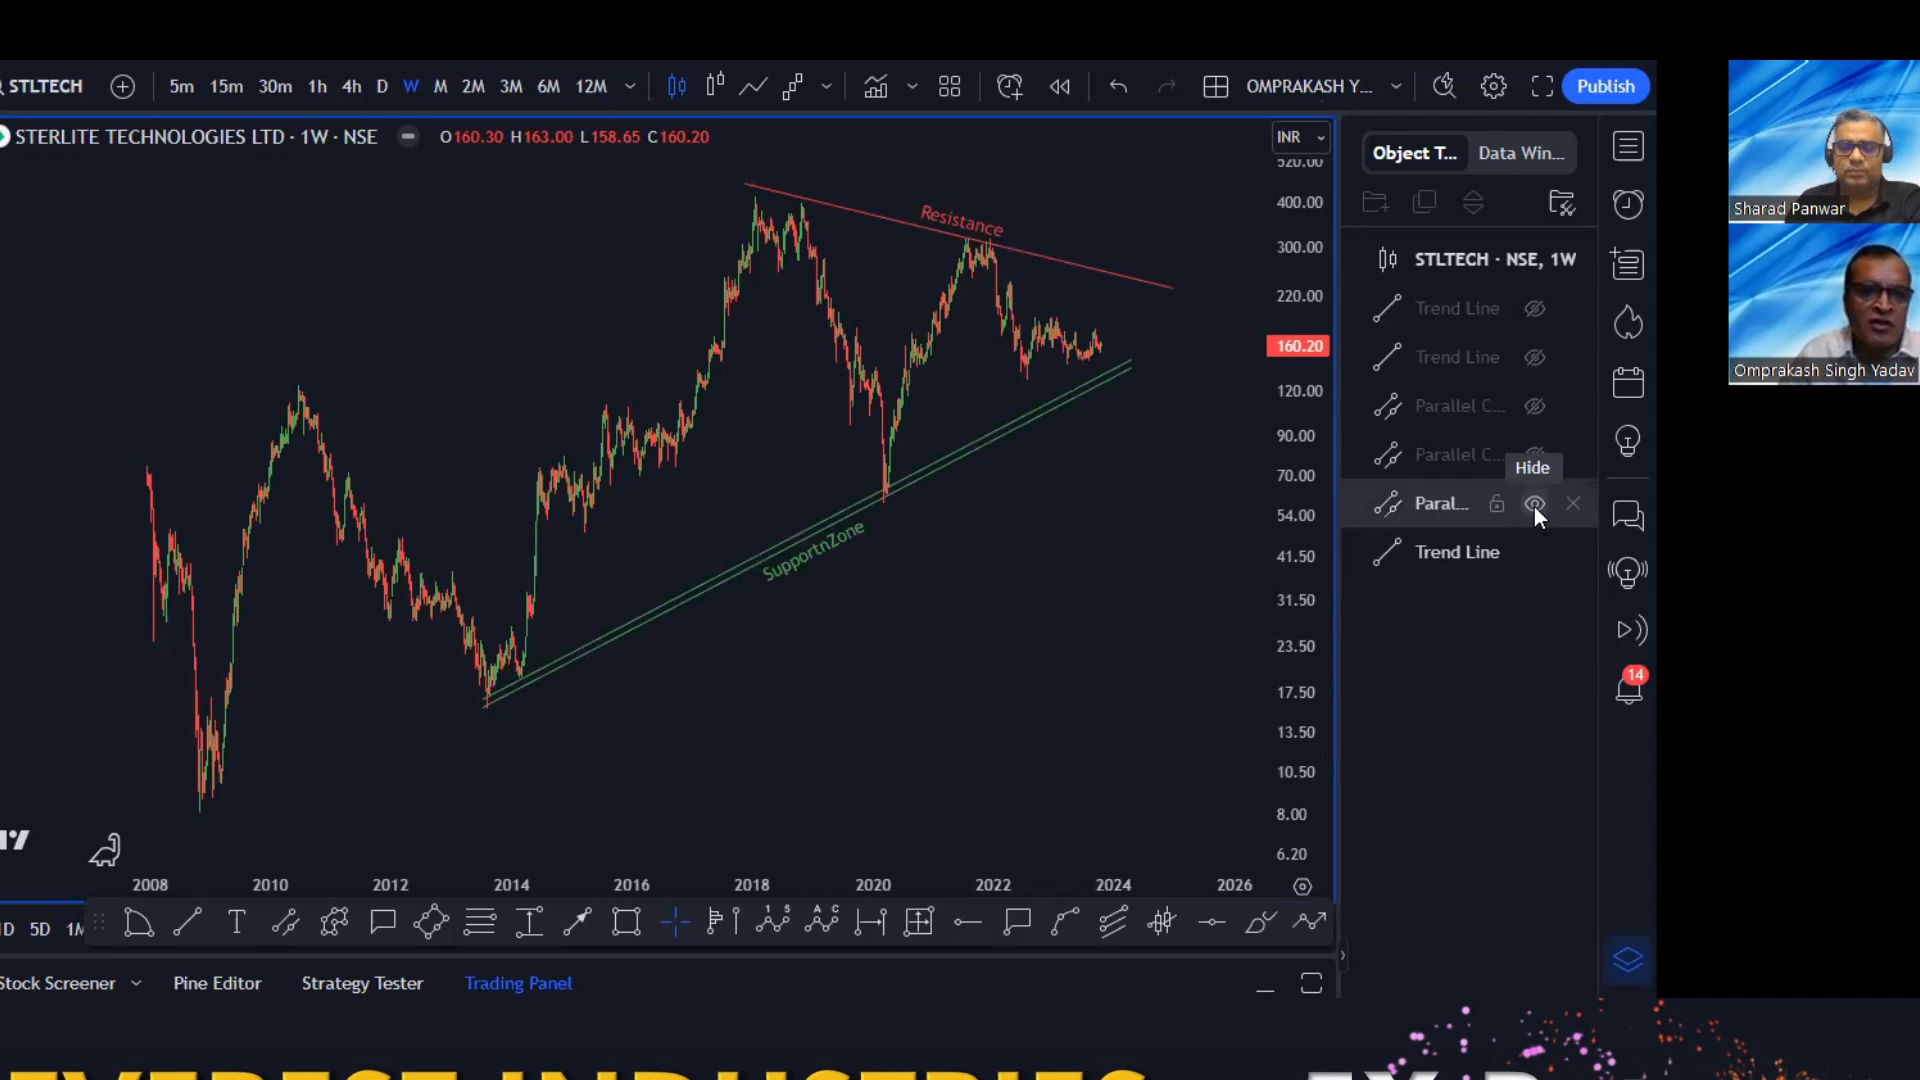 STLTECH 5m 15m 30m 1h 4h D W M 2M 3M 6M 12M OMPRAKASH Y... Publish
STERLITE TECHNOLOGIES LTD · 1W · NSE O160.30 H163.00 L158.65 C160.20 INR
Object T... Data Win...
520.00
400.00
300.00
220.00
160.20
120.00
90.00
70.00
54.00
41.50
31.50
23.50
17.50
13.50
10.50
8.00
6.20
Resistance
SupportnZone
STLTECH · NSE, 1W
Trend Line
Trend Line
Parallel C...
Parallel C...
Hide
Paral...
Trend Line
14
2008 2010 2012 2014 2016 2018 2020 2022 2024 2026
D 5D 1M
Stock Screener Pine Editor Strategy Tester Trading Panel
Sharad Panwar
Omprakash Singh Yadav
EVEREST INDUSTRIES